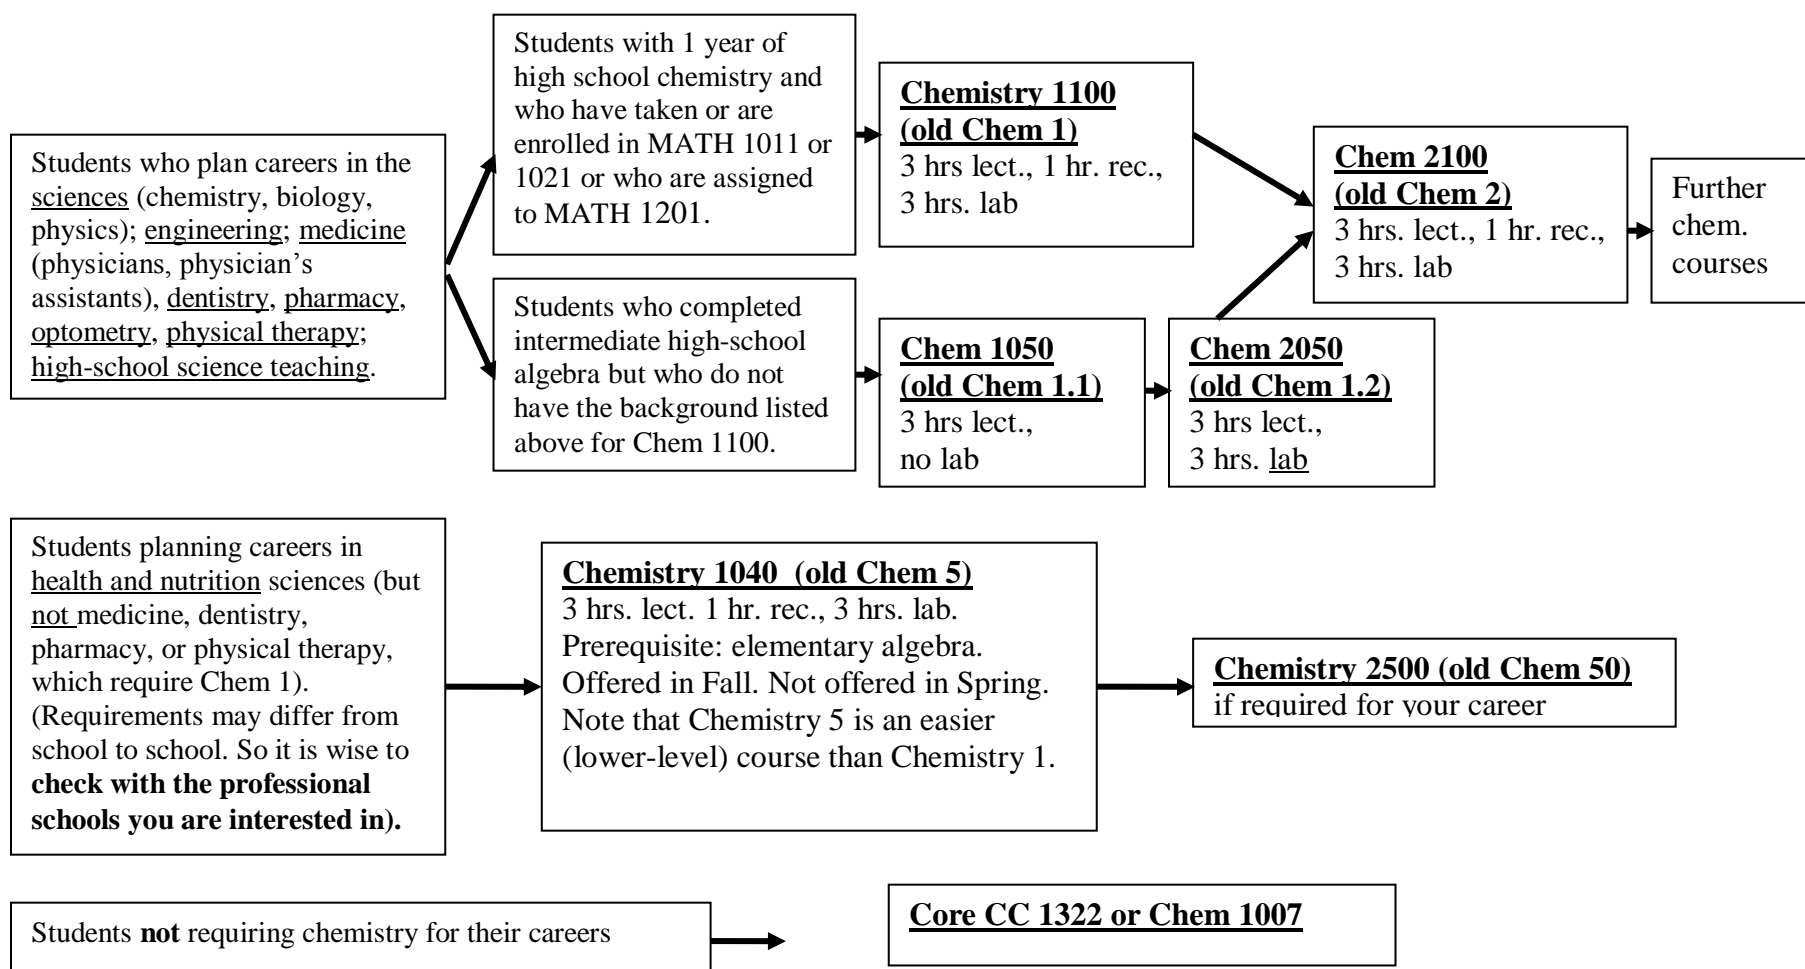 Students who plan careers in the
sciences (chemistry, biology,
physics); engineering; medicine
(physicians, physician’s
assistants), dentistry, pharmacy,
optometry, physical therapy;
high-school science teaching.
Students with 1 year of
high school chemistry and
who have taken or are
enrolled in MATH 1011 or
1021 or who are assigned
to MATH 1201.
Chemistry 1100
(old Chem 1)
3 hrs lect., 1 hr. rec.,
3 hrs. lab
Students who completed
intermediate high-school
algebra but who do not
have the background listed
above for Chem 1100.
Chem 1050
(old Chem 1.1)
3 hrs lect.,
no lab
Chem 2050
(old Chem 1.2)
3 hrs lect.,
3 hrs. lab
Chem 2100
(old Chem 2)
3 hrs. lect., 1 hr. rec.,
3 hrs. lab
Further
chem.
courses
Students planning careers in
health and nutrition sciences (but
not medicine, dentistry,
pharmacy, or physical therapy,
which require Chem 1).
(Requirements may differ from
school to school. So it is wise to
check with the professional
schools you are interested in).
Chemistry 1040 (old Chem 5)
3 hrs. lect. 1 hr. rec., 3 hrs. lab.
Prerequisite: elementary algebra.
Offered in Fall. Not offered in Spring.
Note that Chemistry 5 is an easier
(lower-level) course than Chemistry 1.
Chemistry 2500 (old Chem 50)
if required for your career
Students not requiring chemistry for their careers
Core CC 1322 or Chem 1007